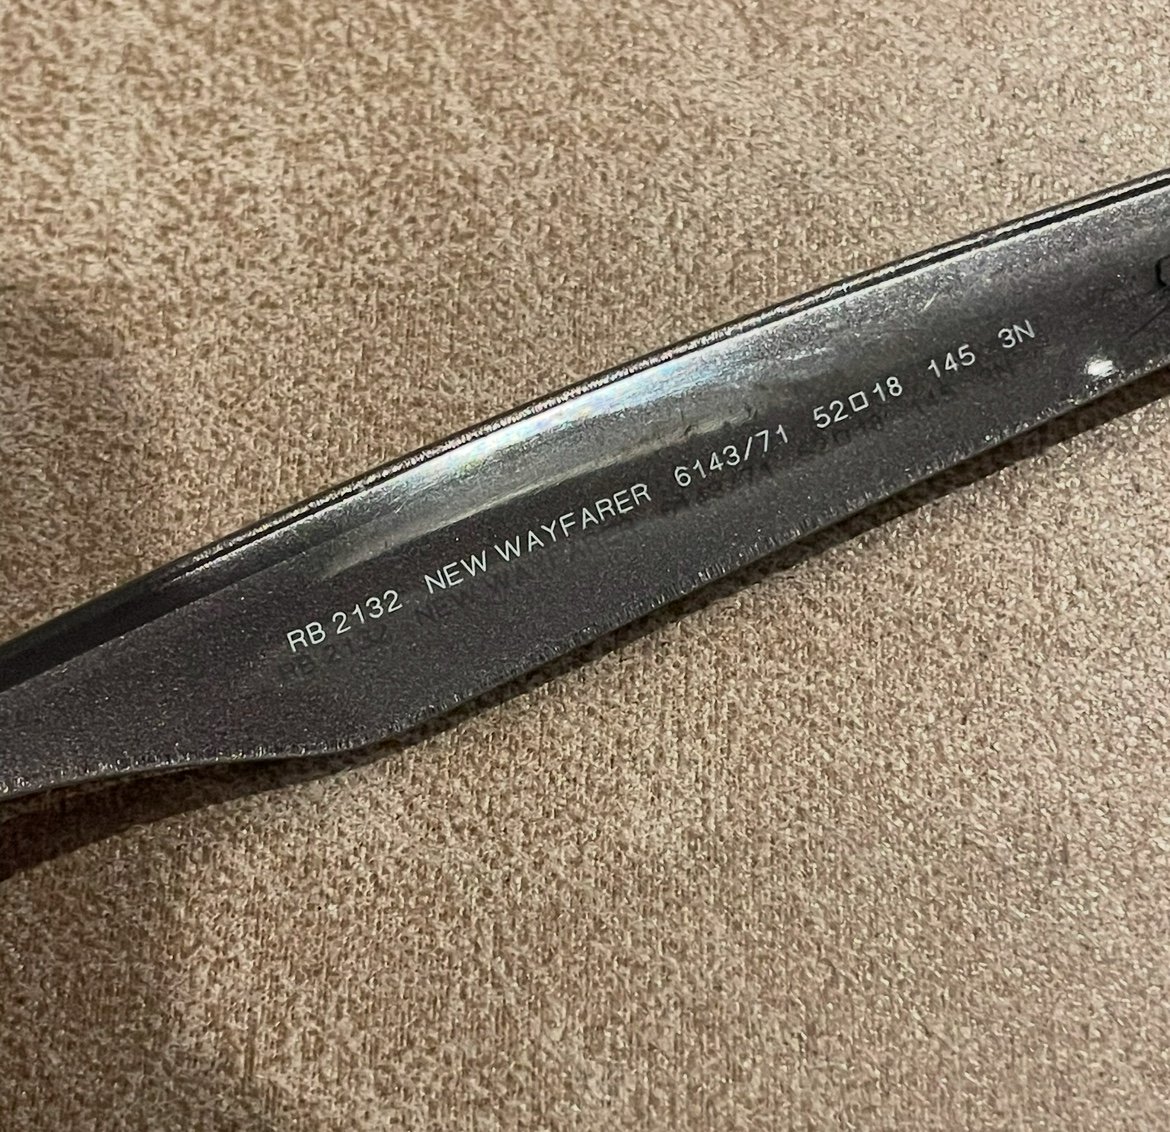 RB 2132 NEW WAYFARER 6143/71 52□18 145 3N